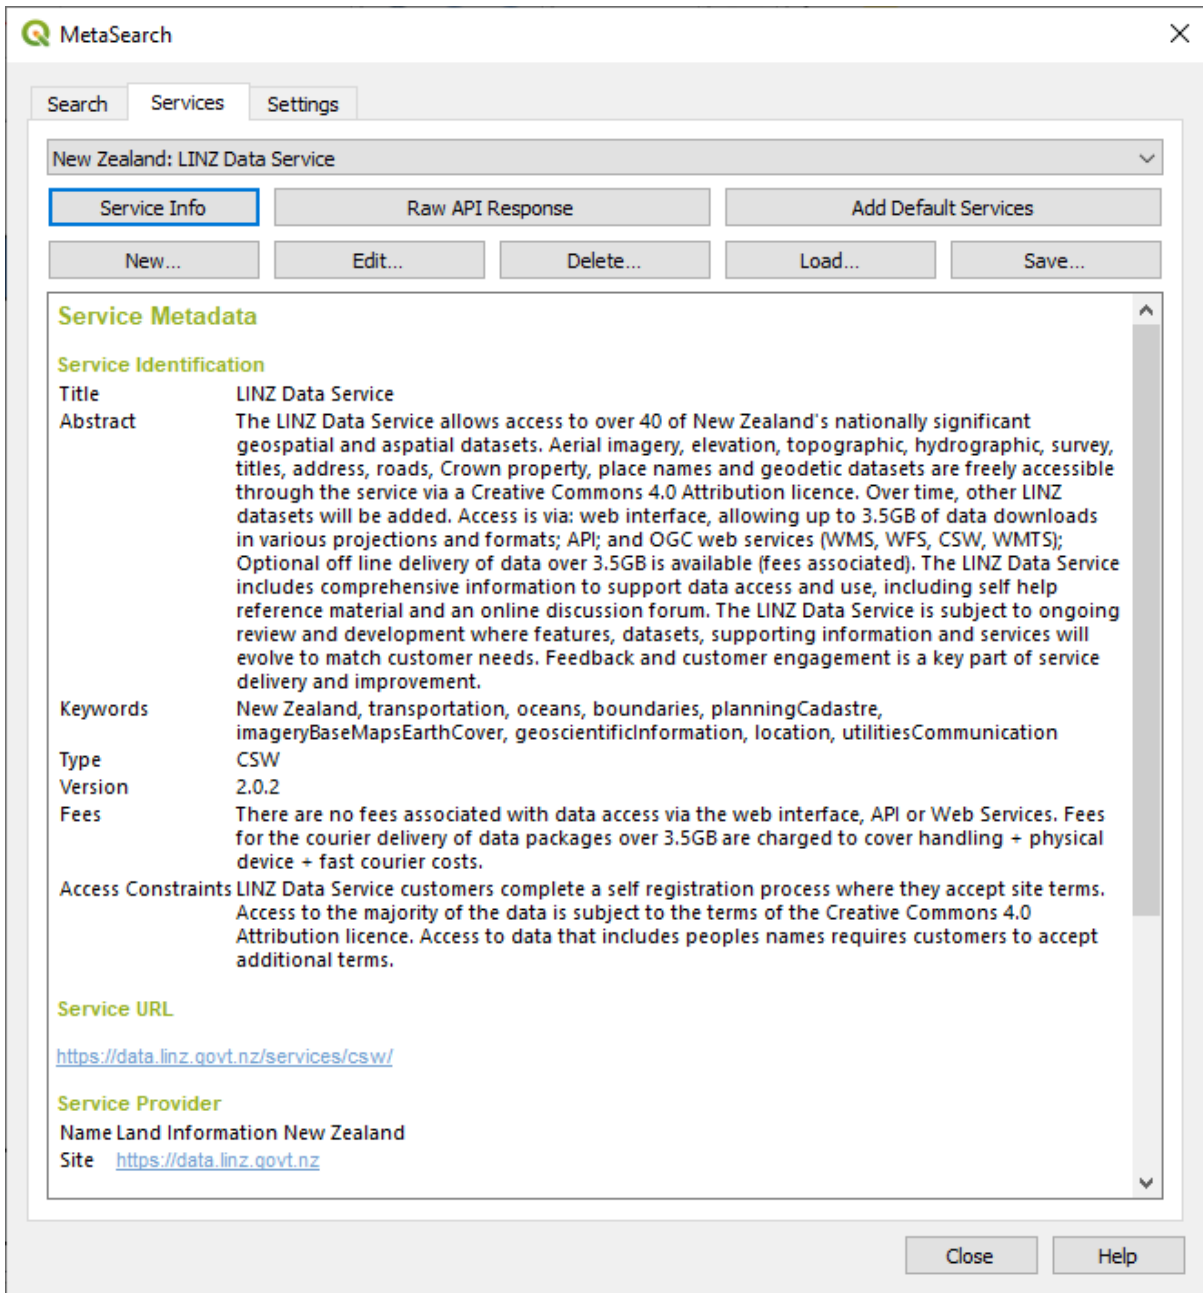 MetaSearch
Search Services Settings
New Zealand: LINZ Data Service
Service Info Raw API Response Add Default Services
New... Edit... Delete... Load... Save...
Service Metadata
Service Identification
Title LINZ Data Service
Abstract The LINZ Data Service allows access to over 40 of New Zealand's nationally significant
geospatial and aspatial datasets. Aerial imagery, elevation, topographic, hydrographic, survey,
titles, address, roads, Crown property, place names and geodetic datasets are freely accessible
through the service via a Creative Commons 4.0 Attribution licence. Over time, other LINZ
datasets will be added. Access is via: web interface, allowing up to 3.5GB of data downloads
in various projections and formats; API; and OGC web services (WMS, WFS, CSW, WMTS);
Optional off line delivery of data over 3.5GB is available (fees associated). The LINZ Data Service
includes comprehensive information to support data access and use, including self help
reference material and an online discussion forum. The LINZ Data Service is subject to ongoing
review and development where features, datasets, supporting information and services will
evolve to match customer needs. Feedback and customer engagement is a key part of service
delivery and improvement.
Keywords New Zealand, transportation, oceans, boundaries, planningCadastre,
imageryBaseMapsEarthCover, geoscientificInformation, location, utilitiesCommunication
Type CSW
Version 2.0.2
Fees There are no fees associated with data access via the web interface, API or Web Services. Fees
for the courier delivery of data packages over 3.5GB are charged to cover handling + physical
device + fast courier costs.
Access Constraints LINZ Data Service customers complete a self registration process where they accept site terms.
Access to the majority of the data is subject to the terms of the Creative Commons 4.0
Attribution licence. Access to data that includes peoples names requires customers to accept
additional terms.
Service URL
https://data.linz.govt.nz/services/csw/
Service Provider
Name Land Information New Zealand
Site https://data.linz.govt.nz
Close Help